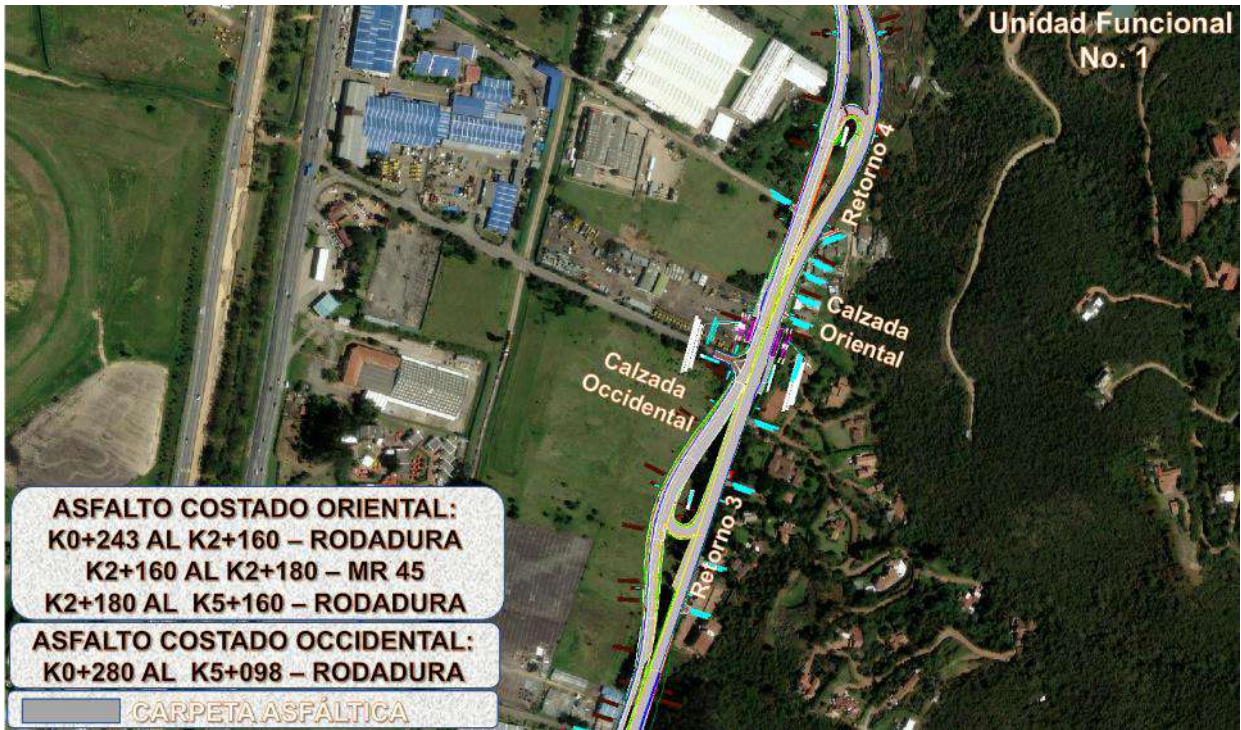 Unidad Funcional
No. 1
Retorno 4
Calzada
Oriental
Calzada
Occidental
Retorno 3
ASFALTO COSTADO ORIENTAL:
K0+243 AL K2+160 – RODADURA
K2+160 AL K2+180 – MR 45
K2+180 AL K5+160 – RODADURA
ASFALTO COSTADO OCCIDENTAL:
K0+280 AL K5+098 – RODADURA
CARPETA ASFÁLTICA